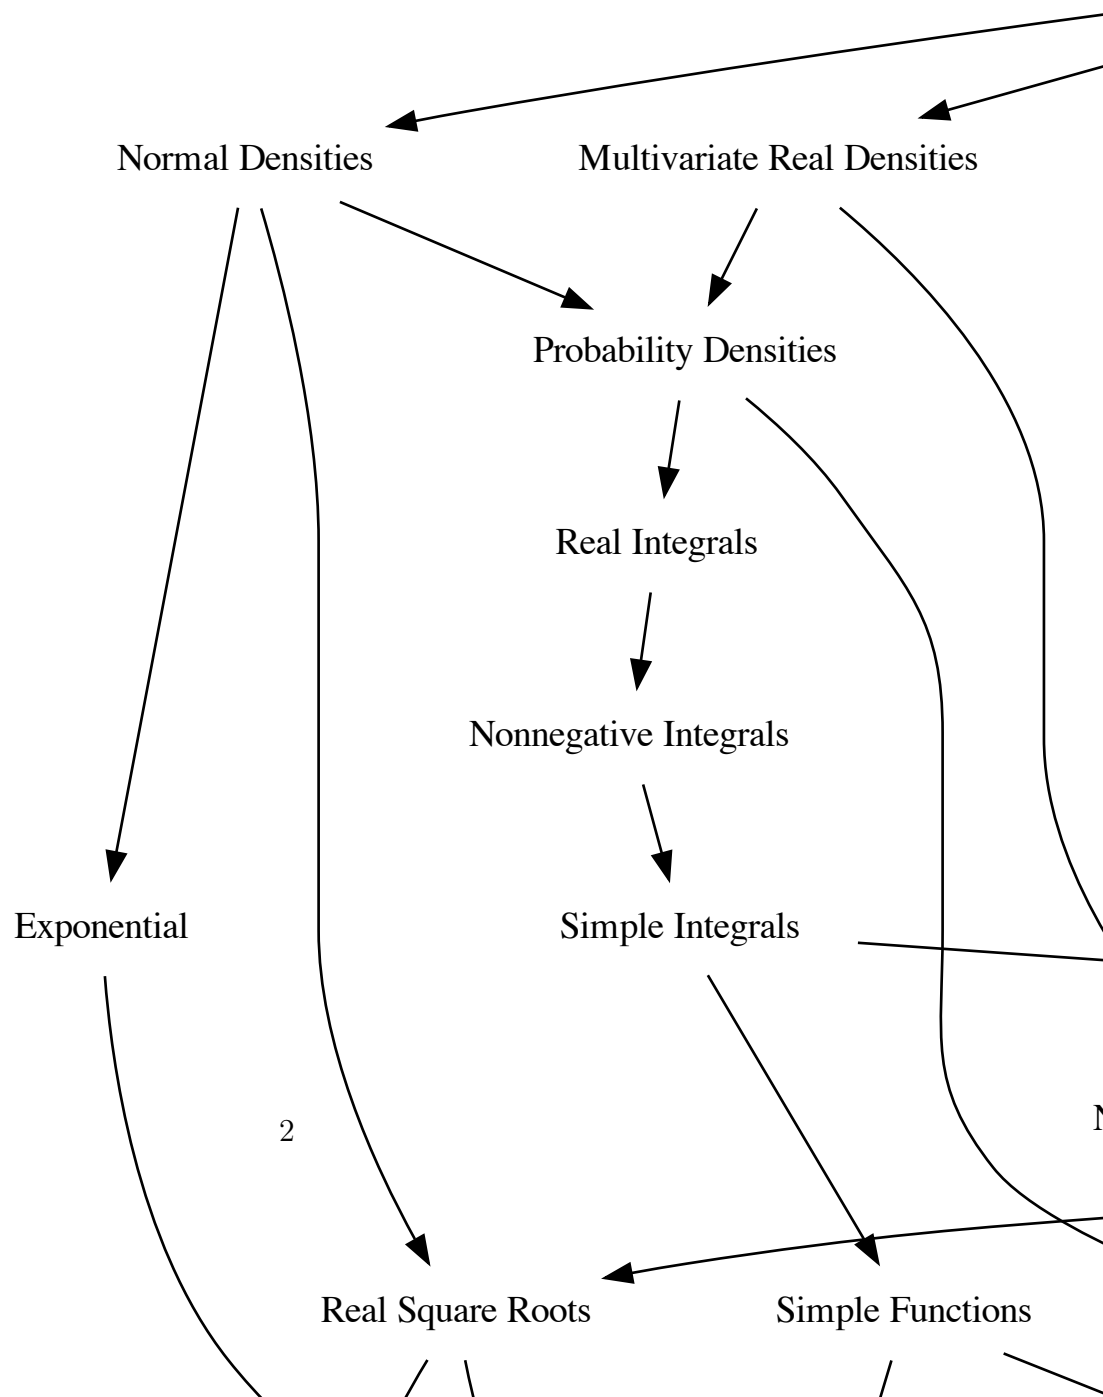 Normal Densities
Multivariate Real Densities
Probability Densities
Real Integrals
Nonnegative Integrals
Exponential
Simple Integrals
N
2
Real Square Roots
Simple Functions